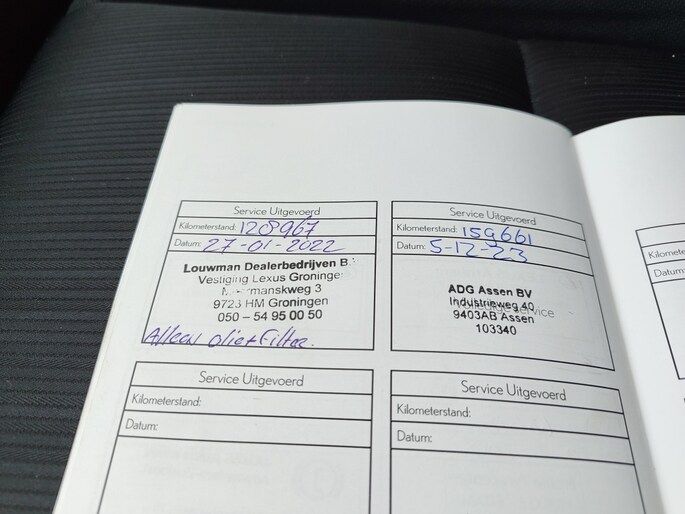 Service Uitgevoerd
Kilometerstand: 128967
Datum: 27-01-2022
Louwman Dealerbedrijven B.
Vestiging Lexus Groninge
manskweg 3
9723 HM Groningen
050 – 54 95 00 50
Alleen olie + Filter.
Service Uitgevoerd
Kilometerstand: 159661
Datum: 5-12-23
ADG Assen BV
Industrieweg 40
9403AB Assen
103340
Service Uitgevoerd
Kilometerstand:
Datum:
Service Uitgevoerd
Kilometerstand:
Datum:
Kilomete
Datum: